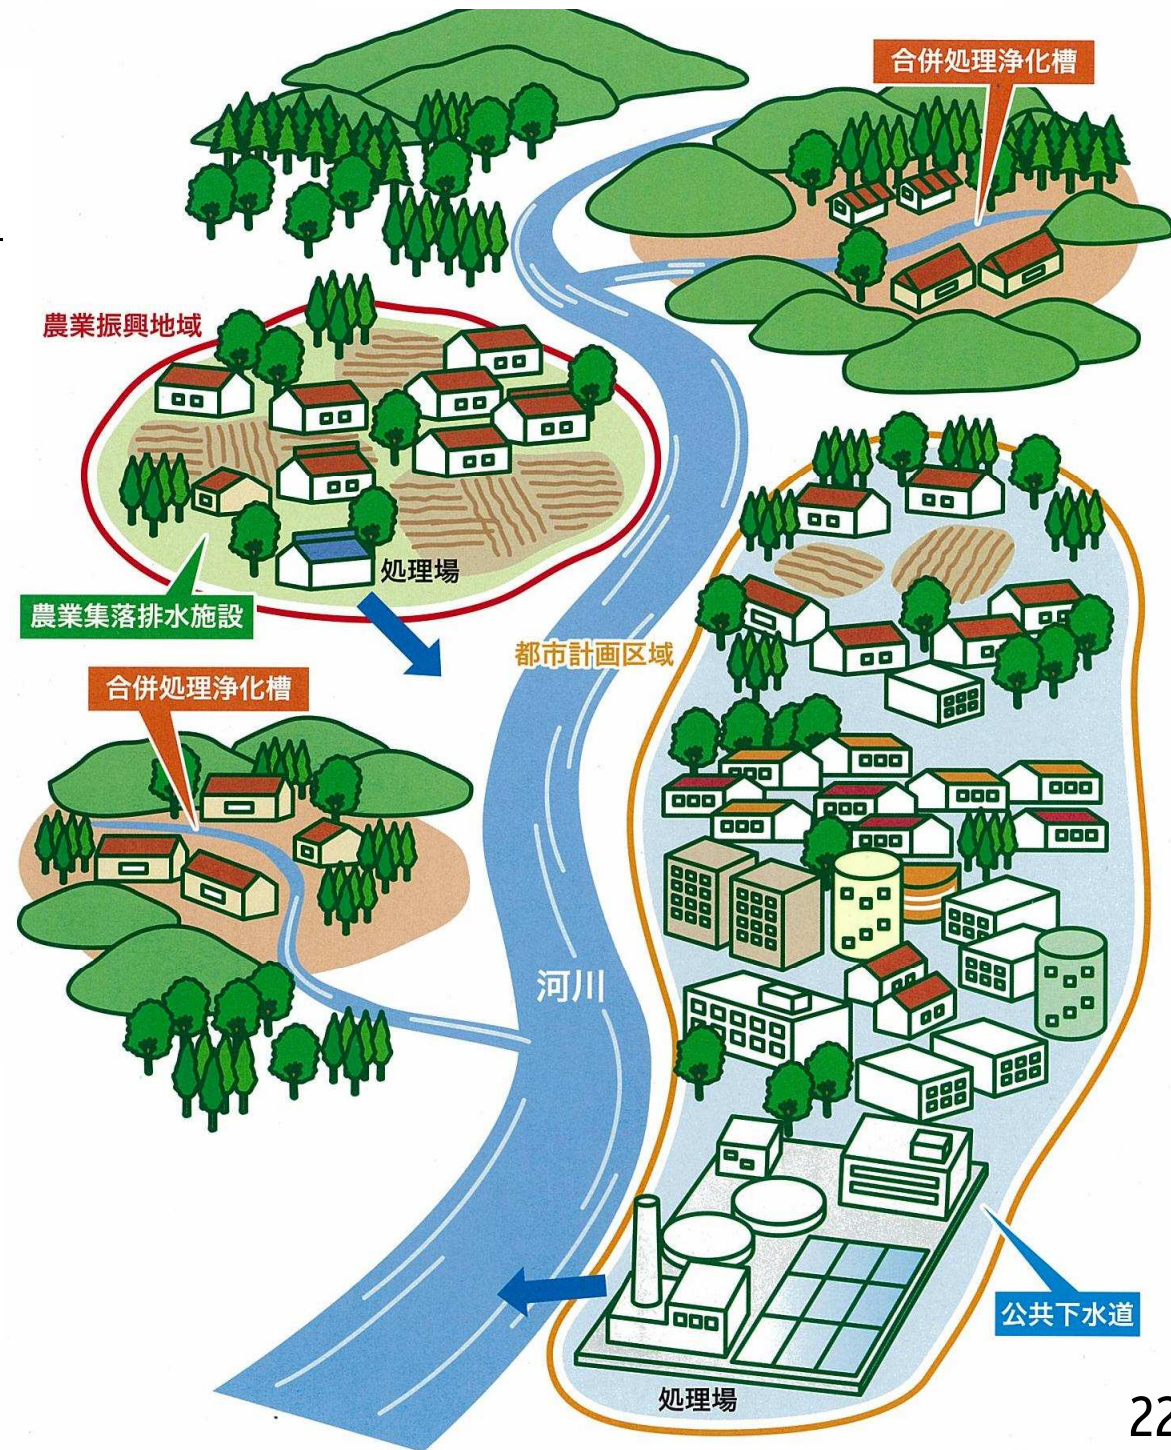 合併処理浄化槽
農業振興地域
処理場
農業集落排水施設
都市計画区域
合併処理浄化槽
河川
公共下水道
処理場
22